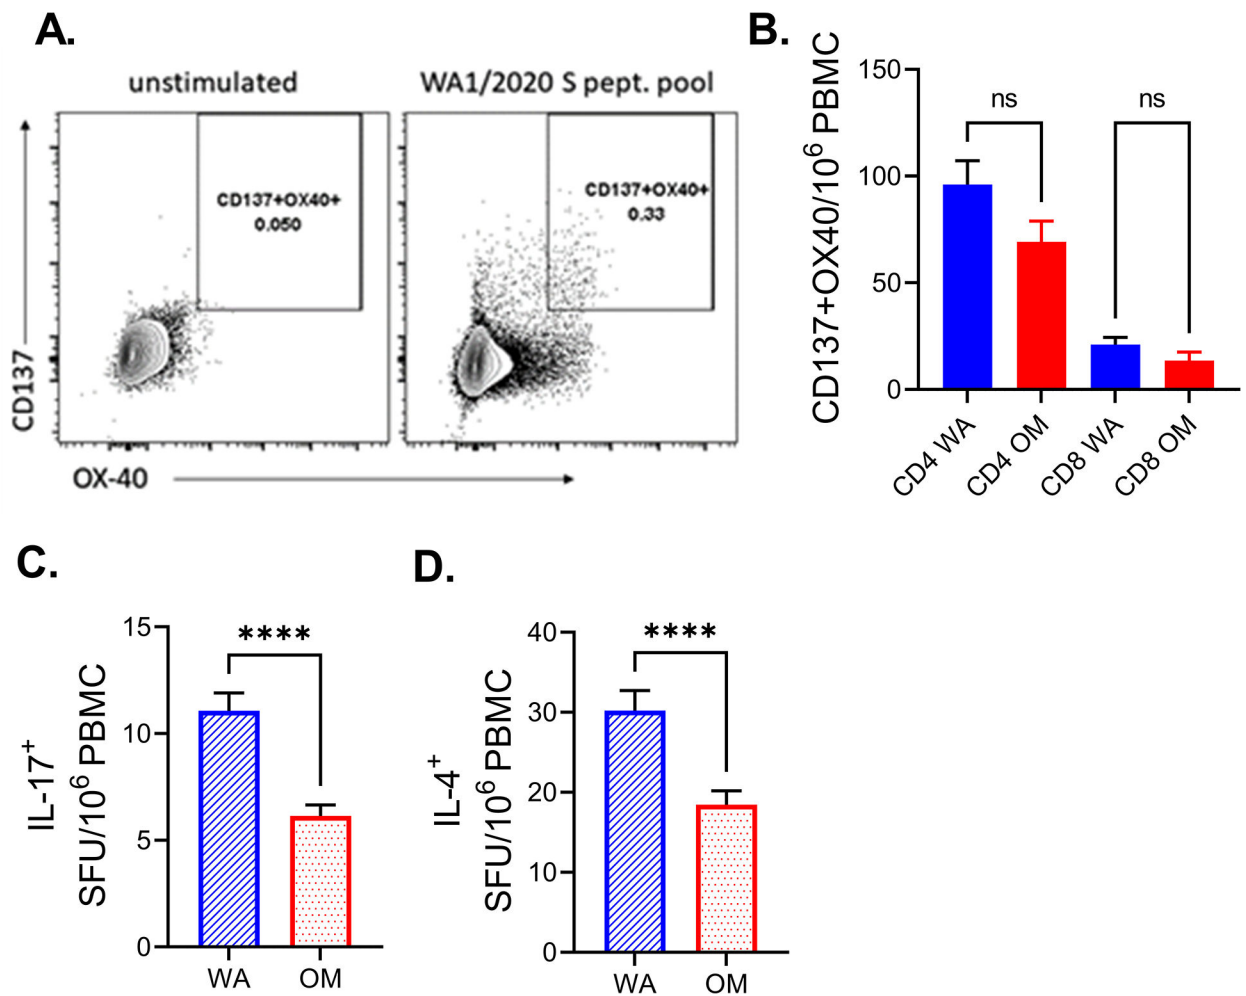 A.
unstimulated
WA1/2020 S pept. pool
CD137+OX40+
0.050
CD137+OX40+
0.33
CD137
OX-40
B.
CD137+OX40/10⁶ PBMC
150
100
50
0
ns
ns
CD4 WA
CD4 OM
CD8 WA
CD8 OM
C.
IL-17⁺
SFU/10⁶ PBMC
15
10
5
0
****
WA
OM
D.
IL-4⁺
SFU/10⁶ PBMC
40
30
20
10
0
****
WA
OM